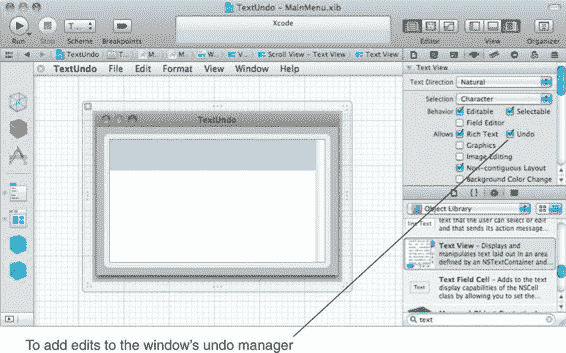 TextUndo – MainMenu.xib
Xcode
Run Stop Scheme Breakpoints Editor View Organizer
TextUndo Scroll View – Text View Text View
TextUndo File Edit Format View Window Help
TextUndo
Text View
Text Direction Natural
Selection Character
Behavior Editable Selectable
Field Editor
Allows Rich Text Undo
Graphics
Image Editing
Non-contiguous Layout
Background Color Change
Object Library
text that the user can select or edit
and that sends its action message...
Text View – Displays and
manipulates text laid out in an area
defined by an NSTextContainer and...
Text
Text Field Cell – Adds to the text
display capabilities of the NSCell
class by allowing you to set the...
text
To add edits to the window's undo manager